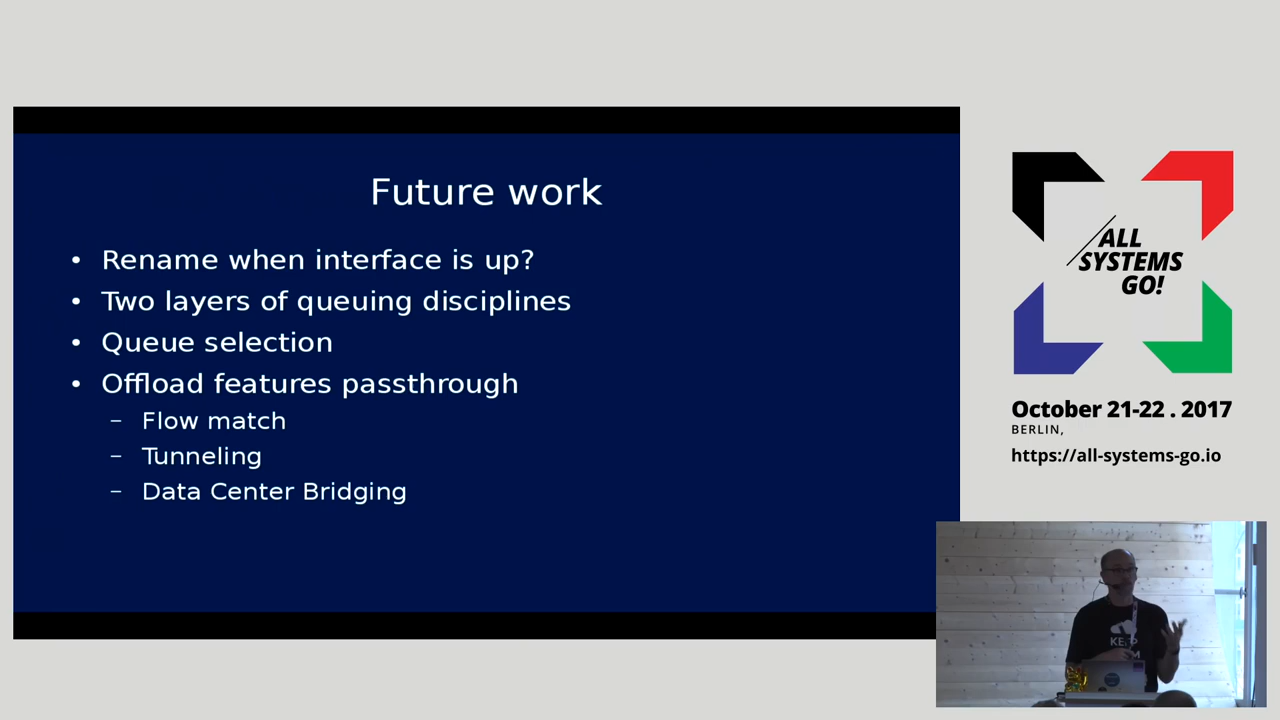 Future work
• Rename when interface is up?
• Two layers of queuing disciplines
• Queue selection
• Offload features passthrough
– Flow match
– Tunneling
– Data Center Bridging
ALL
SYSTEMS
GO!
October 21-22 . 2017
BERLIN,
https://all-systems-go.io